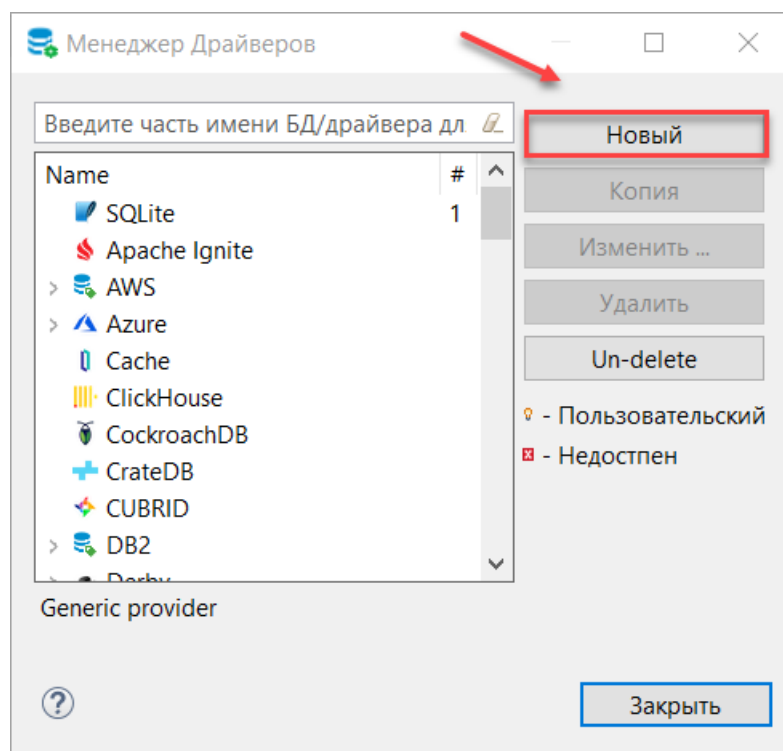 Менеджер Драйверов
Введите часть имени БД/драйвера дл
Новый
Name #
Копия
SQLite 1
Apache Ignite
Изменить ...
AWS
Удалить
Azure
Cache
Un-delete
ClickHouse
- Пользовательский
CockroachDB
- Недостпен
CrateDB
CUBRID
DB2
Derby
Generic provider
?
Закрыть